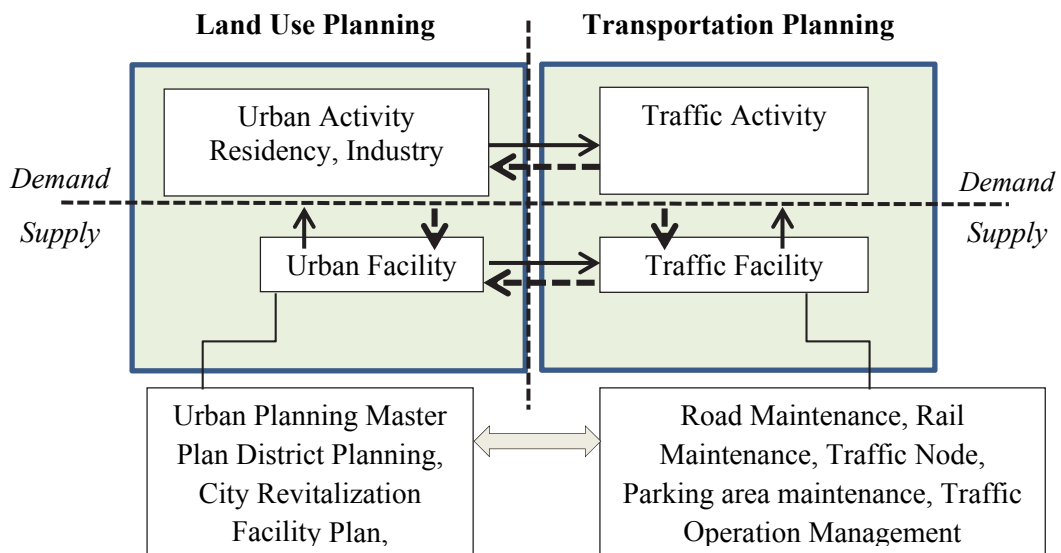 Land Use Planning
Transportation Planning
Urban Activity
Residency, Industry
Traffic Activity
Demand
Supply
Demand
Supply
Urban Facility
Traffic Facility
Urban Planning Master
Plan District Planning,
City Revitalization
Facility Plan,
Road Maintenance, Rail
Maintenance, Traffic Node,
Parking area maintenance, Traffic
Operation Management